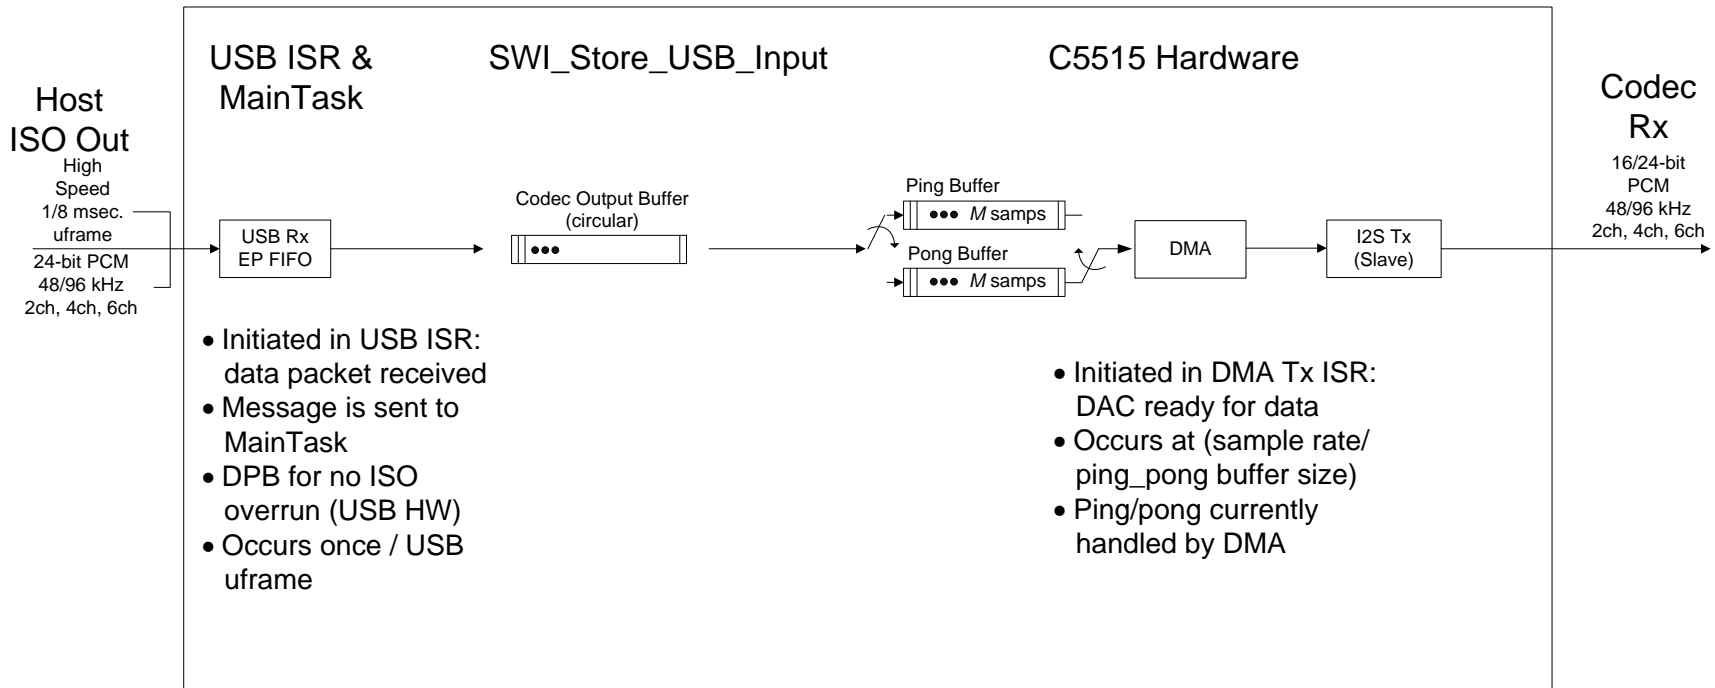 Host
ISO Out
High
Speed
1/8 msec.
uframe
24-bit PCM
48/96 kHz
2ch, 4ch, 6ch
USB ISR &
MainTask
USB Rx
EP FIFO
• Initiated in USB ISR:
data packet received
• Message is sent to
MainTask
• DPB for no ISO
overrun (USB HW)
• Occurs once / USB
uframe
SWI_Store_USB_Input
Codec Output Buffer
(circular)
C5515 Hardware
Ping Buffer
M samps
Pong Buffer
M samps
DMA
I2S Tx
(Slave)
• Initiated in DMA Tx ISR:
DAC ready for data
• Occurs at (sample rate/
ping_pong buffer size)
• Ping/pong currently
handled by DMA
Codec
Rx
16/24-bit
PCM
48/96 kHz
2ch, 4ch, 6ch